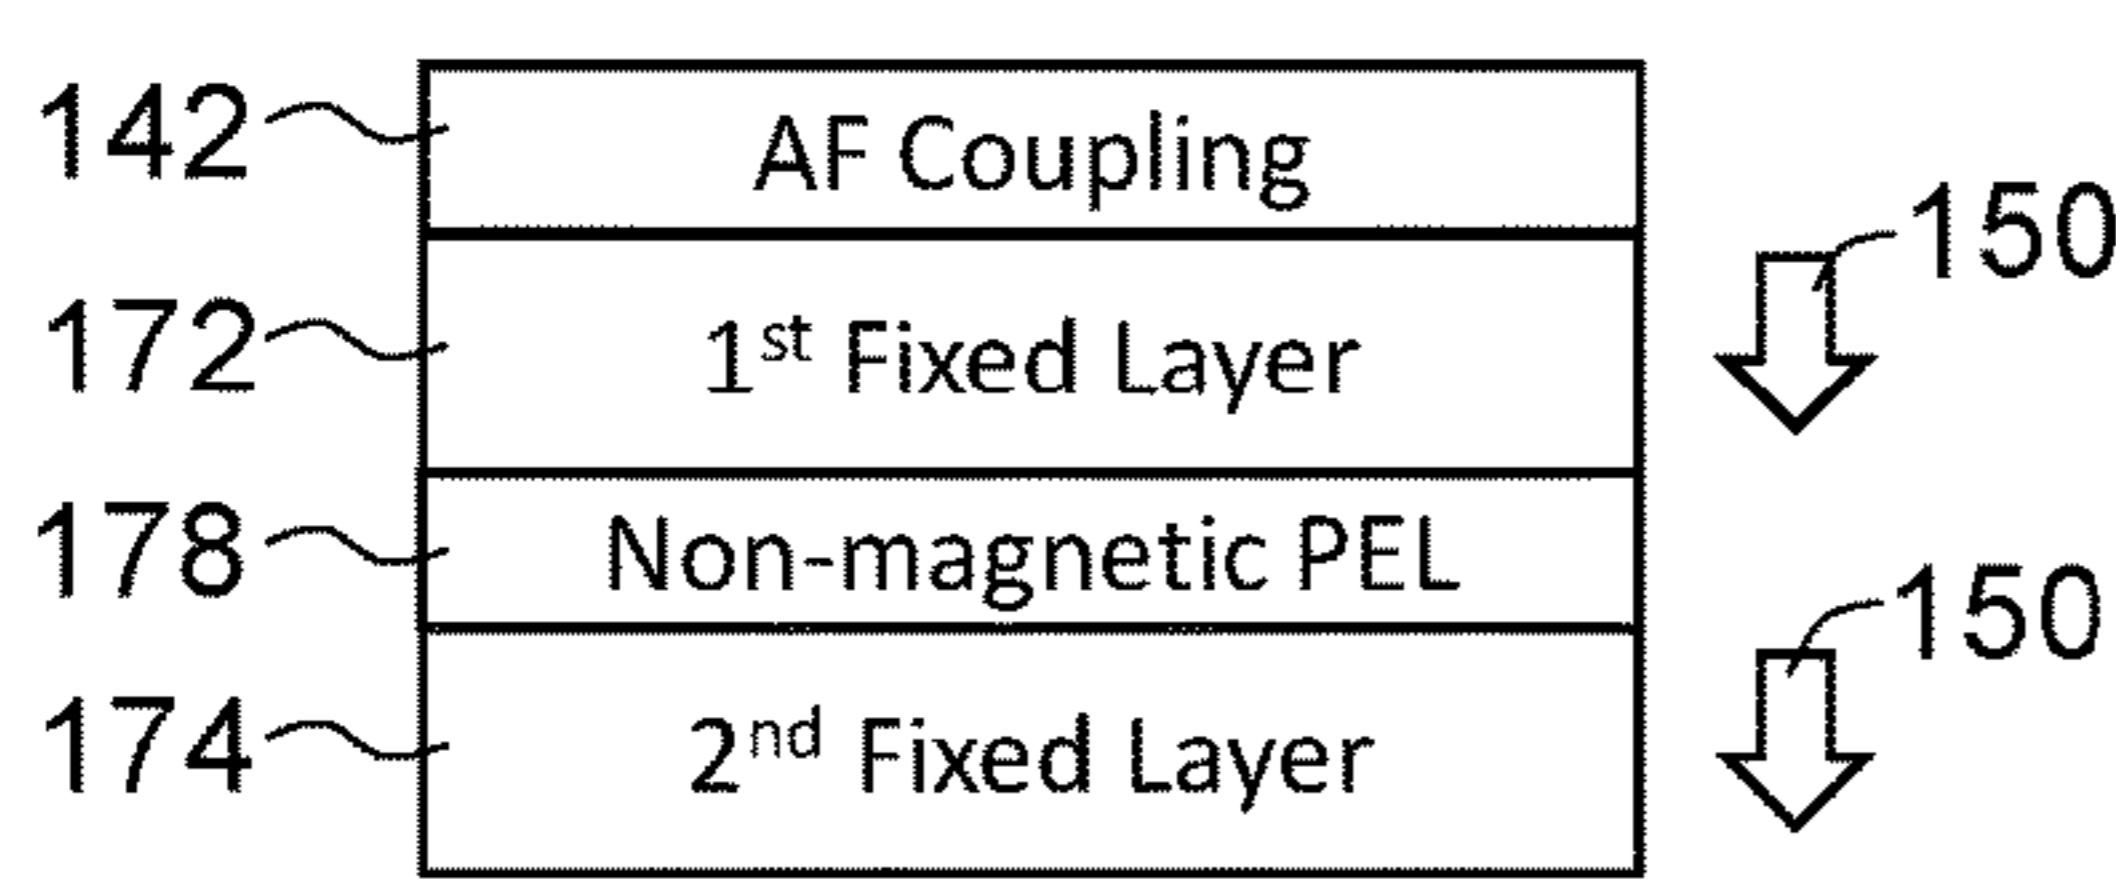 142 AF Coupling
150
172 1st Fixed Layer
178 Non-magnetic PEL
150
174 2nd Fixed Layer